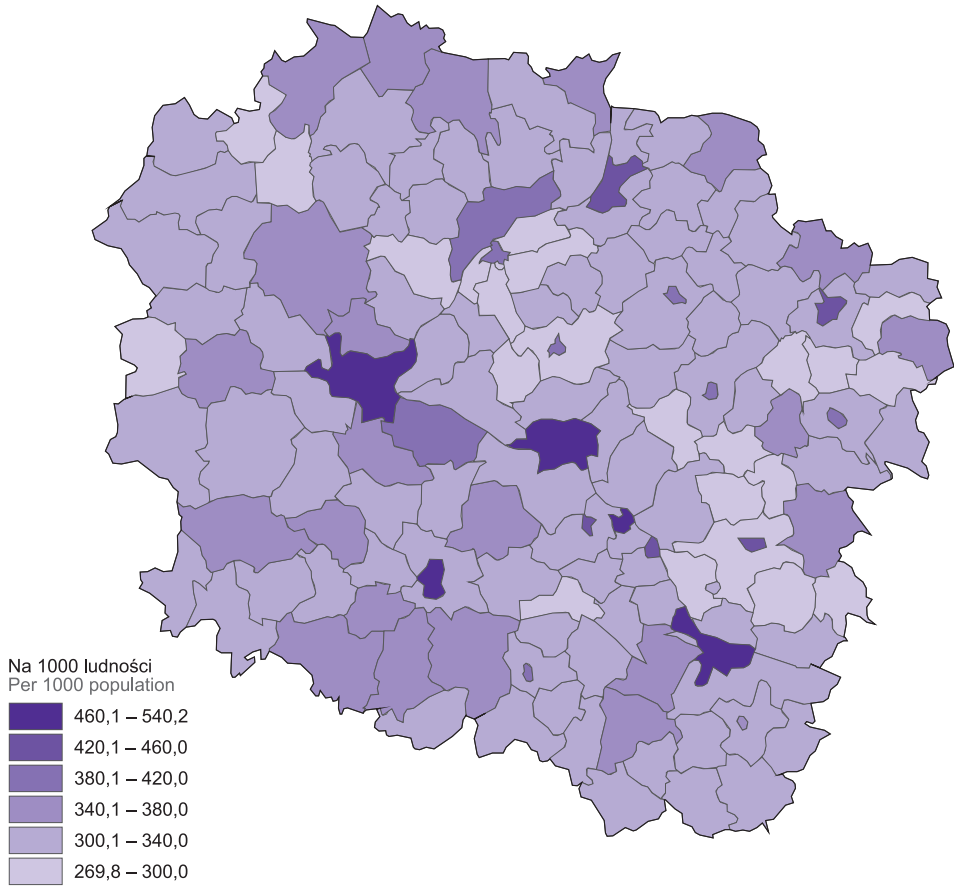 Na 1000 ludności
Per 1000 population
460,1 – 540,2
420,1 – 460,0
380,1 – 420,0
340,1 – 380,0
300,1 – 340,0
269,8 – 300,0